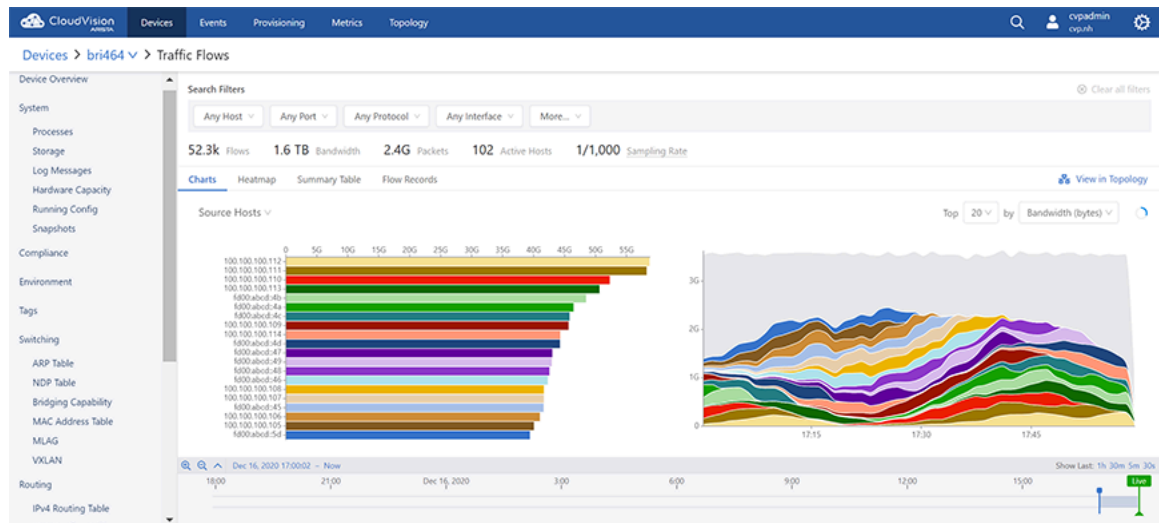 CloudVision
ARISTA
Devices Events Provisioning Metrics Topology
cvpadmin
cvp.nh
Devices > bri464 > Traffic Flows
Device Overview
System
Processes
Storage
Log Messages
Hardware Capacity
Running Config
Snapshots
Compliance
Environment
Tags
Switching
ARP Table
NDP Table
Bridging Capability
MAC Address Table
MLAG
VXLAN
Routing
IPv4 Routing Table
Search Filters
Clear all filters
Any Host Any Port Any Protocol Any Interface More...
52.3k Flows 1.6 TB Bandwidth 2.4G Packets 102 Active Hosts 1/1,000 Sampling Rate
Charts Heatmap Summary Table Flow Records
View in Topology
Source Hosts
Top 20 by Bandwidth (bytes)
0 5G 10G 15G 20G 25G 30G 35G 40G 45G 50G 55G
100.100.100.112
100.100.100.111
100.100.100.110
100.100.100.113
fd00:abcd::4b
fd00:abcd::4a
fd00:abcd::4c
100.100.100.109
100.100.100.114
fd00:abcd::4d
fd00:abcd::47
fd00:abcd::49
fd00:abcd::48
fd00:abcd::46
100.100.100.108
100.100.100.107
fd00:abcd::45
100.100.100.106
100.100.100.105
fd00:abcd::5d
3G
2G
1G
0
17:15 17:30 17:45
Dec 16, 2020 17:00:02 - Now
Show Last: 1h 30m 5m 30s
18:00 21:00 Dec 16, 2020 3:00 6:00 9:00 12:00 15:00 Live